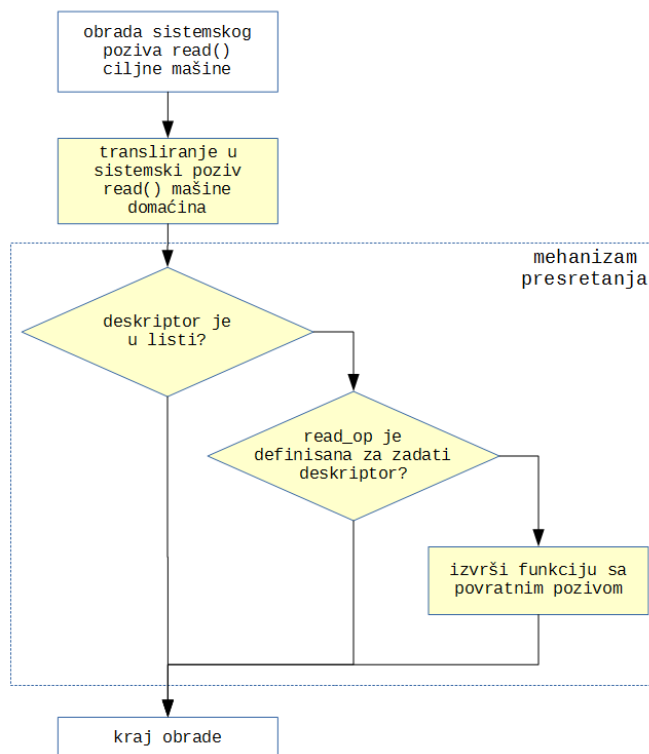 obrada sistemskog
poziva read()
ciljne mašine
transliranje u
sistemski poziv
read() mašine
domaćina
mehanizam
presretanja
deskriptor je
u listi?
read_op je
definisana za zadati
deskriptor?
izvrši funkciju sa
povratnim pozivom
kraj obrade